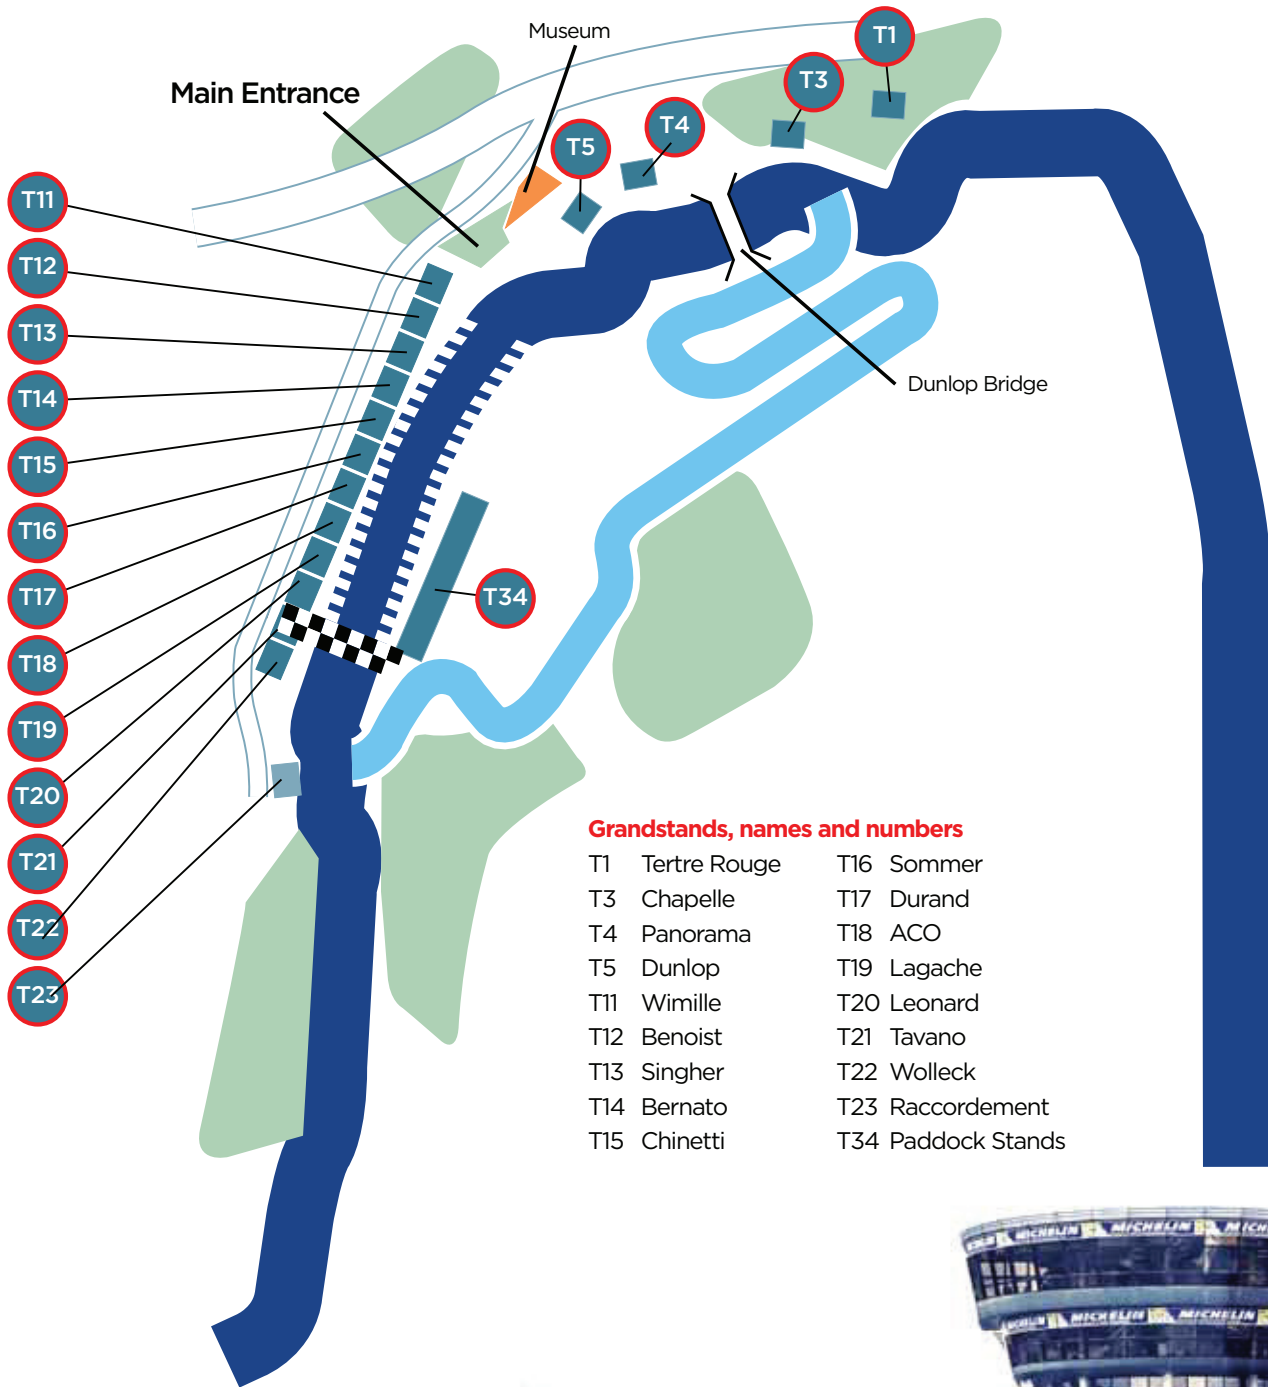 Museum
T1
Main Entrance
T3
T4
T5
T11
T12
T13
T14
T15
T16
T17
T18
T19
T20
T21
T22
T23
T34
Dunlop Bridge
Grandstands, names and numbers
T1 Tertre Rouge
T3 Chapelle
T4 Panorama
T5 Dunlop
T11 Wimille
T12 Benoist
T13 Singher
T14 Bernato
T15 Chinetti
T16 Sommer
T17 Durand
T18 ACO
T19 Lagache
T20 Leonard
T21 Tavano
T22 Wolleck
T23 Raccordement
T34 Paddock Stands
MICHELIN MICHELIN MICH
MICHELIN MICHELIN